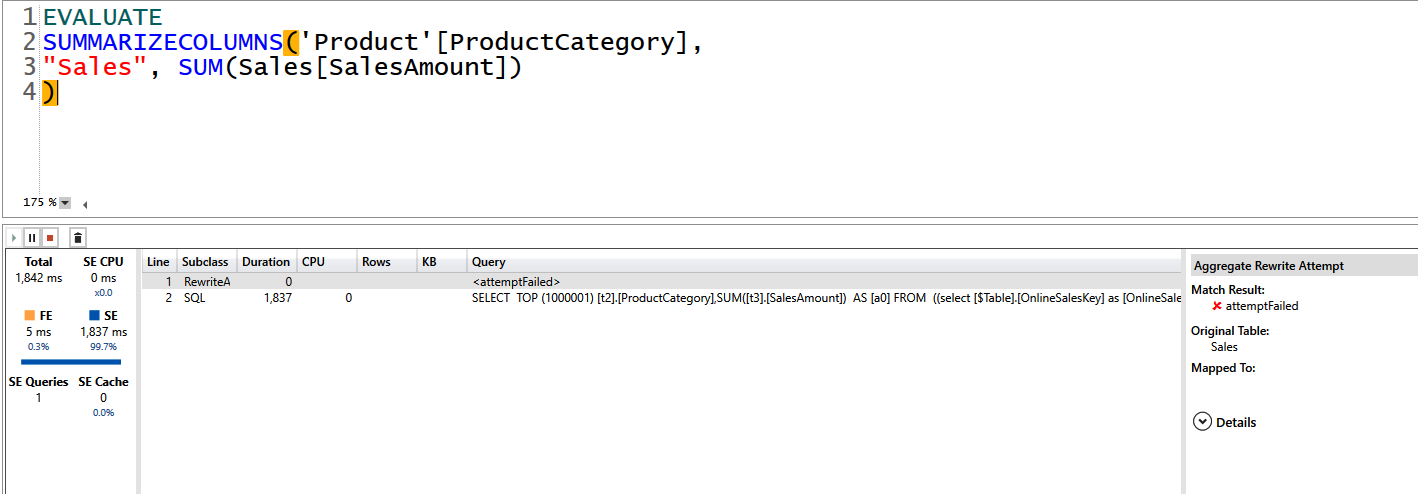 1 EVALUATE
2 SUMMARIZECOLUMNS('Product'[ProductCategory],
3 "Sales", SUM(Sales[SalesAmount])
4 )
175 %
Total SE CPU
1,842 ms 0 ms
x0.0
FE SE
5 ms 1,837 ms
0.3% 99.7%
SE Queries SE Cache
1 0
0.0%
Line Subclass Duration CPU Rows KB Query
1 RewriteA 0 <attemptFailed>
2 SQL 1,837 0 SELECT TOP (1000001) [t2].[ProductCategory],SUM([t3].[SalesAmount]) AS [a0] FROM ((select [$Table].[OnlineSalesKey] as [OnlineSale
Aggregate Rewrite Attempt
Match Result:
attemptFailed
Original Table:
Sales
Mapped To:
Details